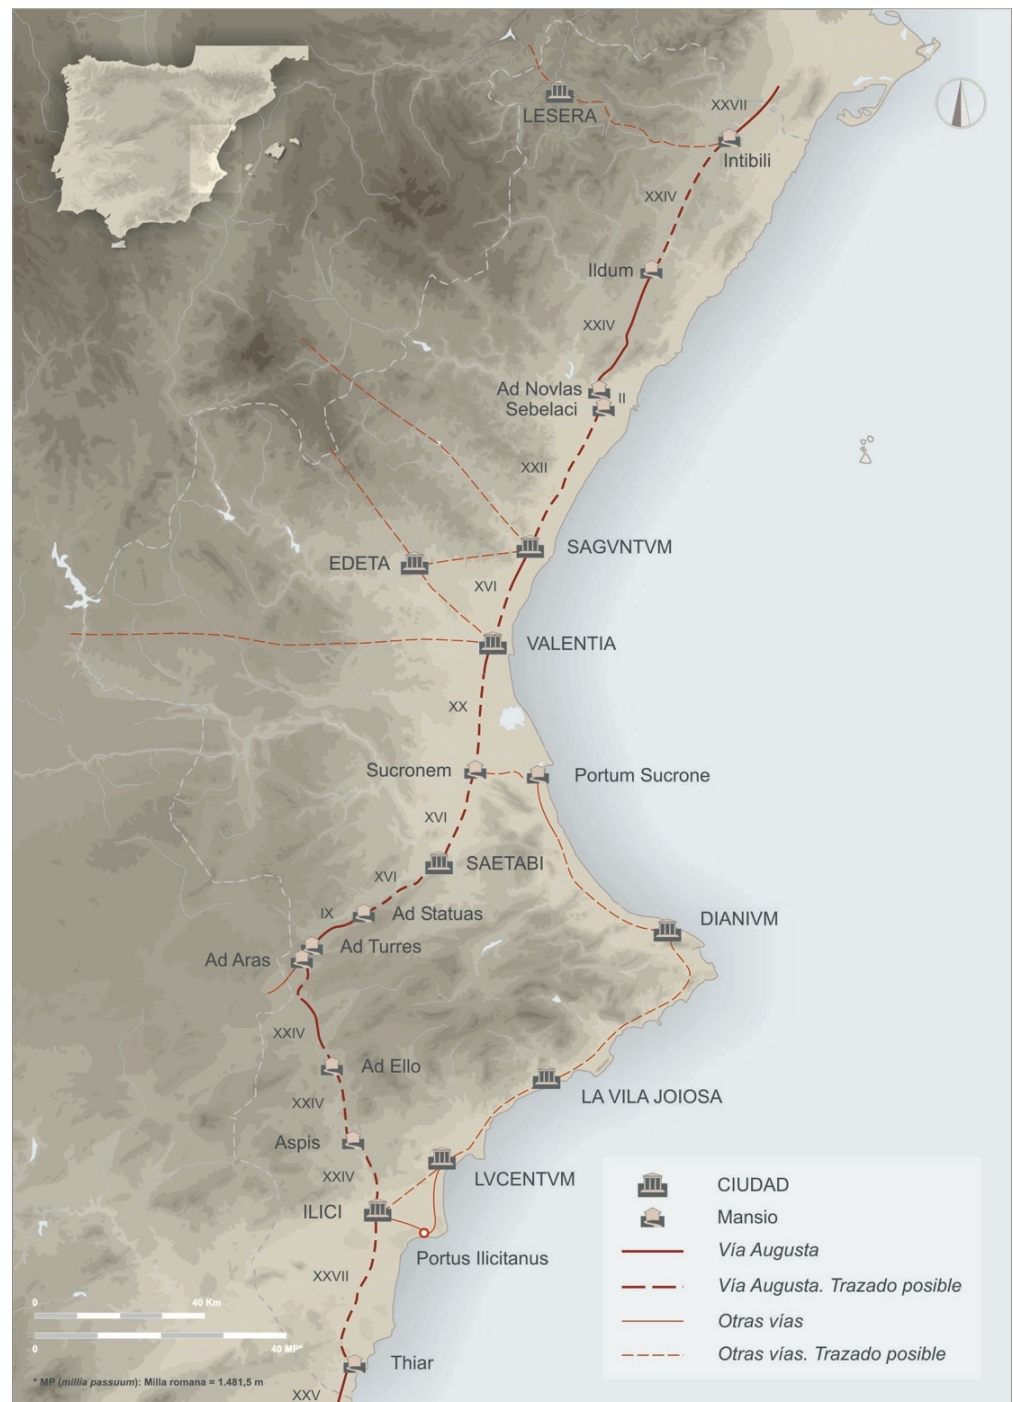 XXVII
LESERA
Intibili
XXIV
Ildum
XXIV
Ad Novlas
II
Sebelaci
XXII
SAGVNTVM
EDETA
XVI
VALENTIA
XX
Sucronem
Portum Sucrone
XVI
SAETABI
XVI
IX
Ad Statuas
DIANIVM
Ad Turres
Ad Aras
XXIV
Ad Ello
XXIV
LA VILA JOIOSA
Aspis
XXIV
LVCENTVM
ILICI
Portus Ilicitanus
XXVII
Thiar
XXV
CIUDAD
Mansio
Vía Augusta
Vía Augusta. Trazado posible
Otras vías
Otras vías. Trazado posible
0 40 Km
0 40 MP*
* MP (millia passuum): Milla romana = 1.481,5 m